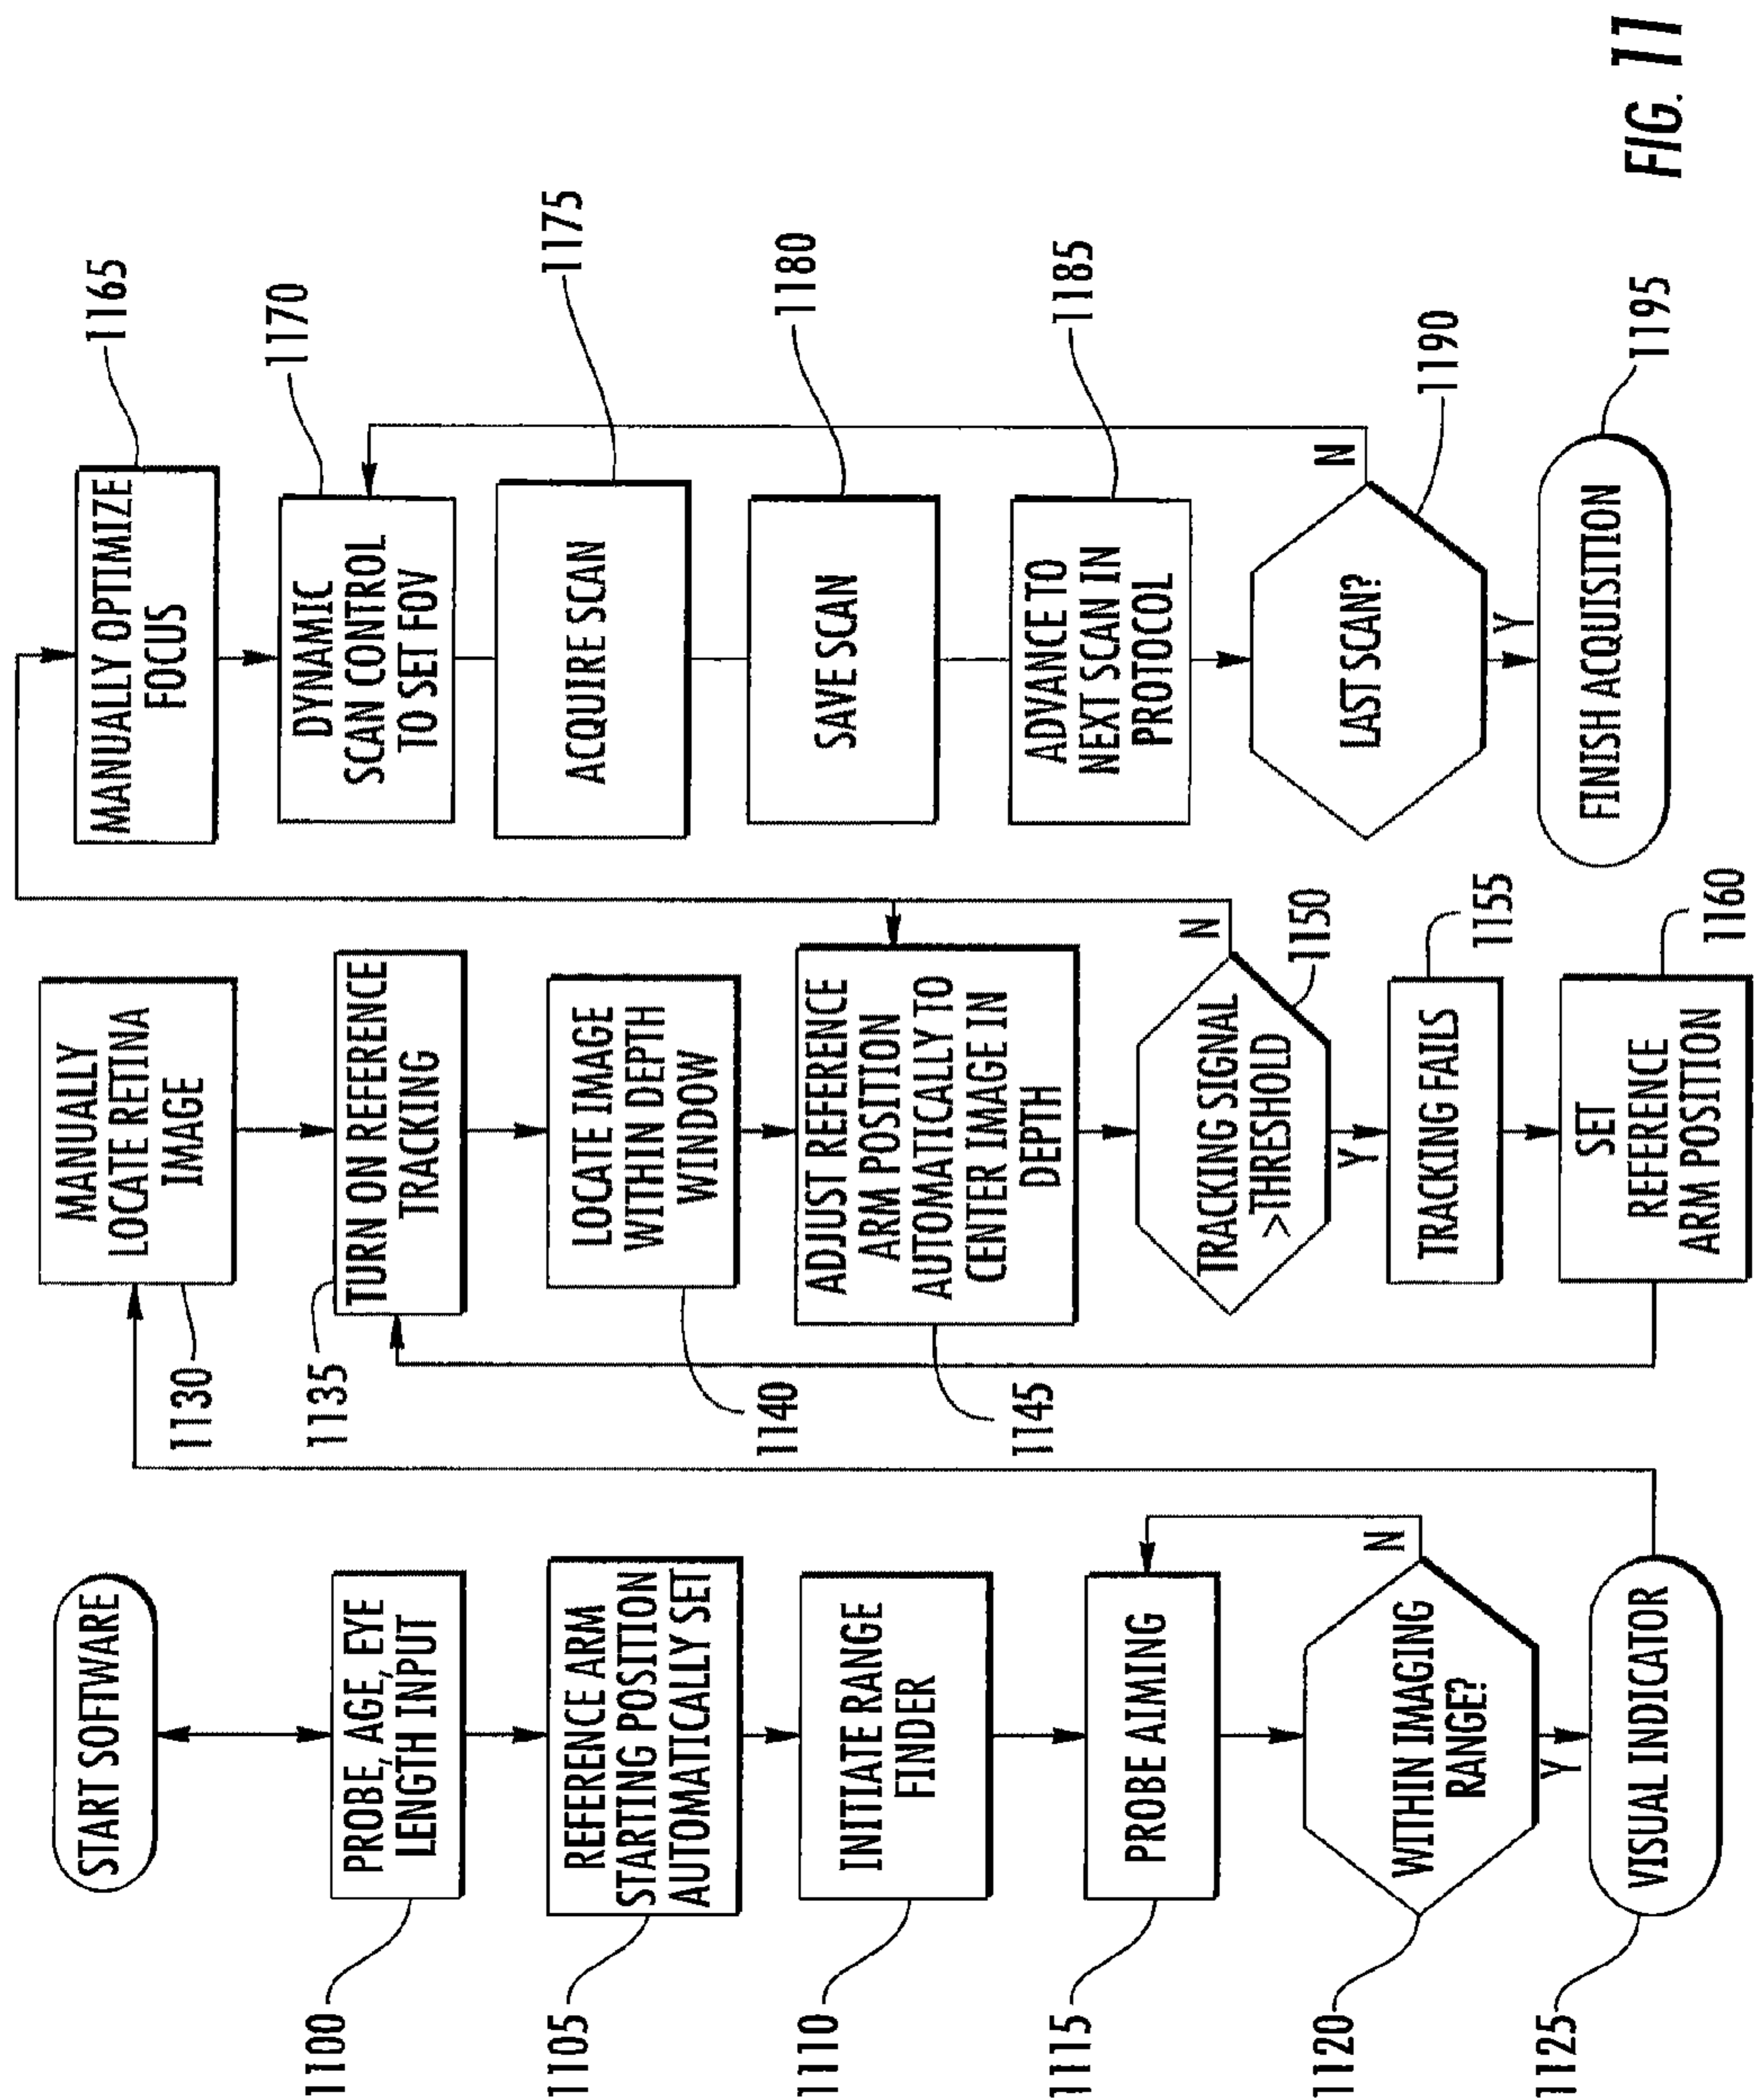 START SOFTWARE
PROBE, AGE, EYE
LENGTH INPUT
1100
REFERENCE ARM
STARTING POSITION
AUTOMATICALLY SET
1105
INITIATE RANGE
FINDER
1110
PROBE AIMING
1115
WITHIN IMAGING
RANGE?
N
Y
1120
VISUAL INDICATOR
1125
MANUALLY
LOCATE RETINA
IMAGE
1130
TURN ON REFERENCE
TRACKING
1135
LOCATE IMAGE
WITHIN DEPTH
WINDOW
1140
ADJUST REFERENCE
ARM POSITION
AUTOMATICALLY TO
CENTER IMAGE IN
DEPTH
1145
TRACKING SIGNAL
>THRESHOLD
N
1150
Y
TRACKING FAILS
1155
SET
REFERENCE
ARM POSITION
1160
MANUALLY OPTIMIZE
FOCUS
1165
DYNAMIC
SCAN CONTROL
TO SET FOV
1170
ACQUIRE SCAN
1175
SAVE SCAN
1180
ADVANCE TO
NEXT SCAN IN
PROTOCOL
1185
LAST SCAN?
N
1190
Y
FINISH ACQUISITION
1195
FIG. 11